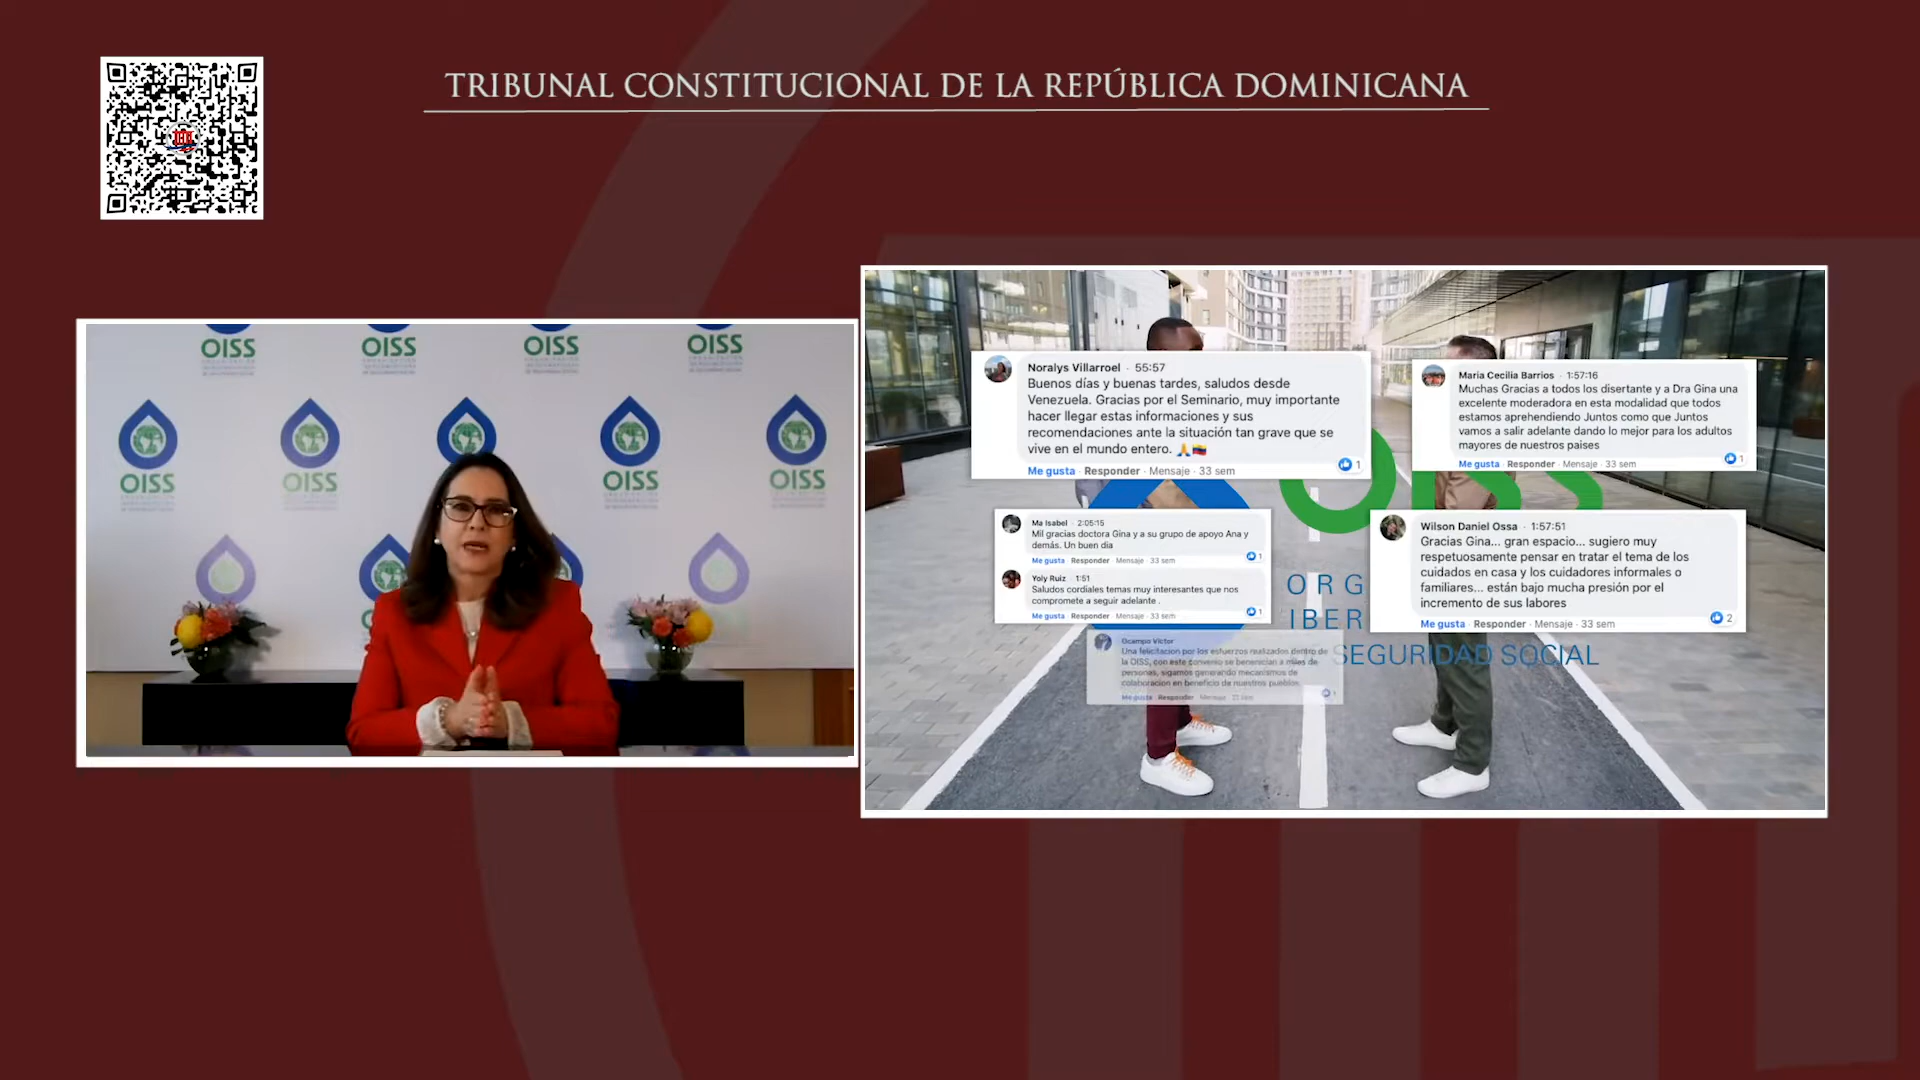 TRIBUNAL CONSTITUCIONAL DE LA REPÚBLICA DOMINICANA
OISS
OISS
OISS
OISS
OISS
OISS
OISS
OISS
Noralys Villarroel · 55:57
Buenos días y buenas tardes, saludos desde
Venezuela. Gracias por el Seminario, muy importante
hacer llegar estas informaciones y sus
recomendaciones ante la situación tan grave que se
vive en el mundo entero. 🙏🇻🇪
Me gusta · Responder · Mensaje · 33 sem
1
Maria Cecilia Barrios · 1:57:16
Muchas Gracias a todos los disertante y a Dra Gina una
excelente moderadora en esta modalidad que todos
estamos aprehendiendo Juntos como que Juntos
vamos a salir adelante dando lo mejor para los adultos
mayores de nuestros paises
Me gusta · Responder · Mensaje · 33 sem
1
Ma Isabel · 2:05:15
Mil gracias doctora Gina y a su grupo de apoyo Ana y
demás. Un buen dia
Me gusta Responder Mensaje · 33 sem
1
Yoly Ruiz · 1:51
Saludos cordiales temas muy interesantes que nos
compromete a seguir adelante .
Me gusta Responder Mensaje · 33 sem
1
Wilson Daniel Ossa · 1:57:51
Gracias Gina... gran espacio... sugiero muy
respetuosamente pensar en tratar el tema de los
cuidados en casa y los cuidadores informales o
familiares... están bajo mucha presión por el
incremento de sus labores
Me gusta · Responder · Mensaje · 33 sem
2
Ocampo Víctor
Una felicitacion por los esfuerzos realizados dentro de
la OISS, con este convenio se benencian a miles de
personas, sigamos generando mecanismos de
colaboracion en beneficio de nuestros pueblos.
Me gusta Responder Mensaje
1
OISS
ORG
IBER
SEGURIDAD SOCIAL